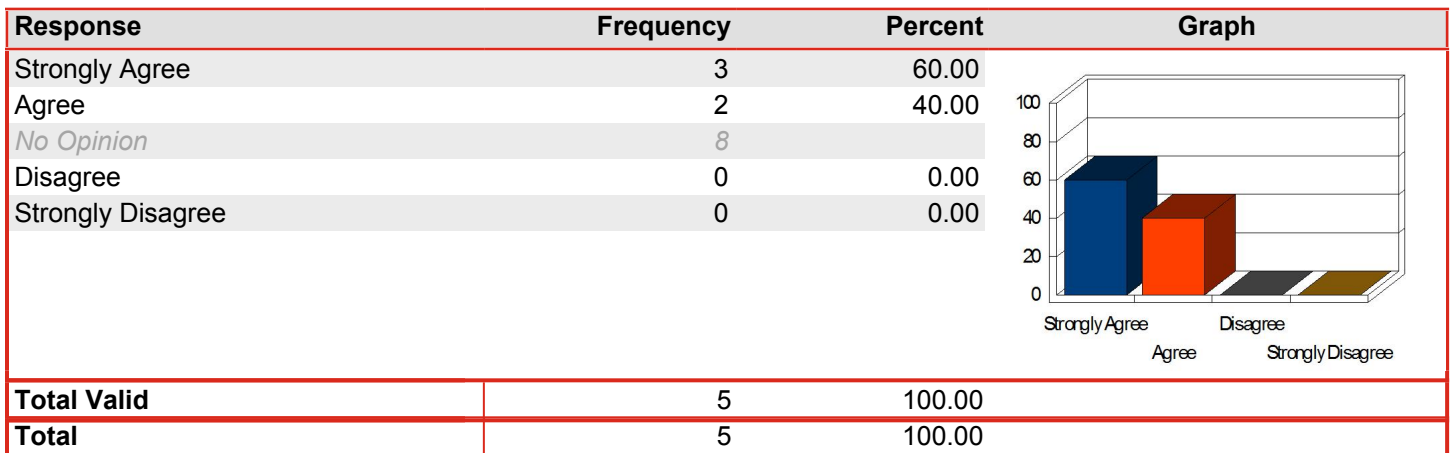 Response Frequency Percent Graph
Strongly Agree 3 60.00
Agree 2 40.00
No Opinion 8
Disagree 0 0.00
Strongly Disagree 0 0.00
100
80
60
40
20
0
Strongly Agree Disagree
Agree Strongly Disagree
Total Valid 5 100.00
Total 5 100.00